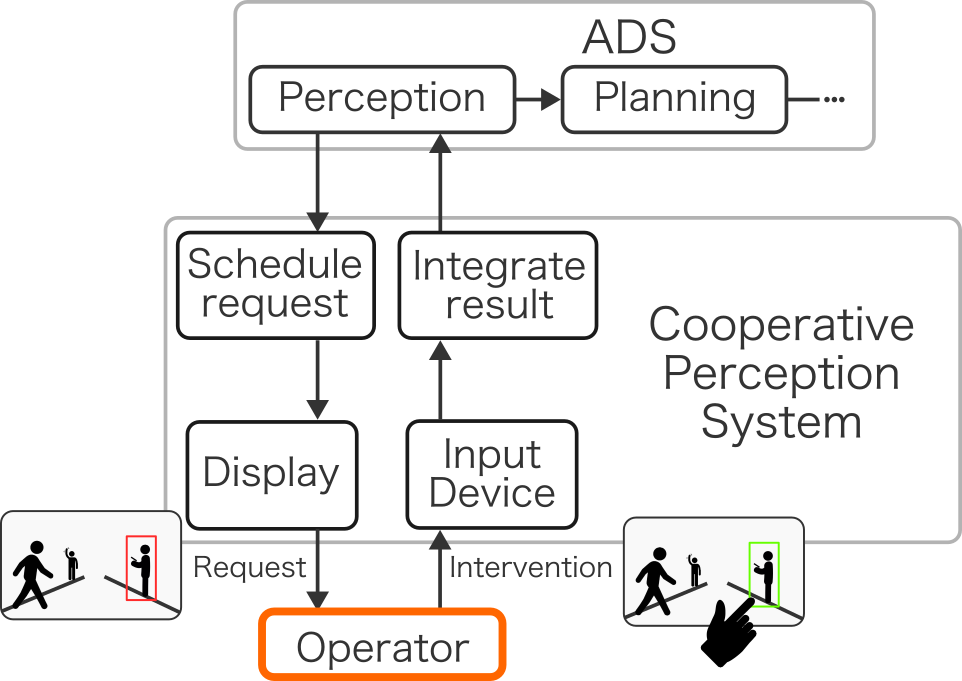 ADS
Perception
Planning
Schedule
request
Integrate
result
Cooperative
Perception
System
Display
Input
Device
Request
Intervention
Operator